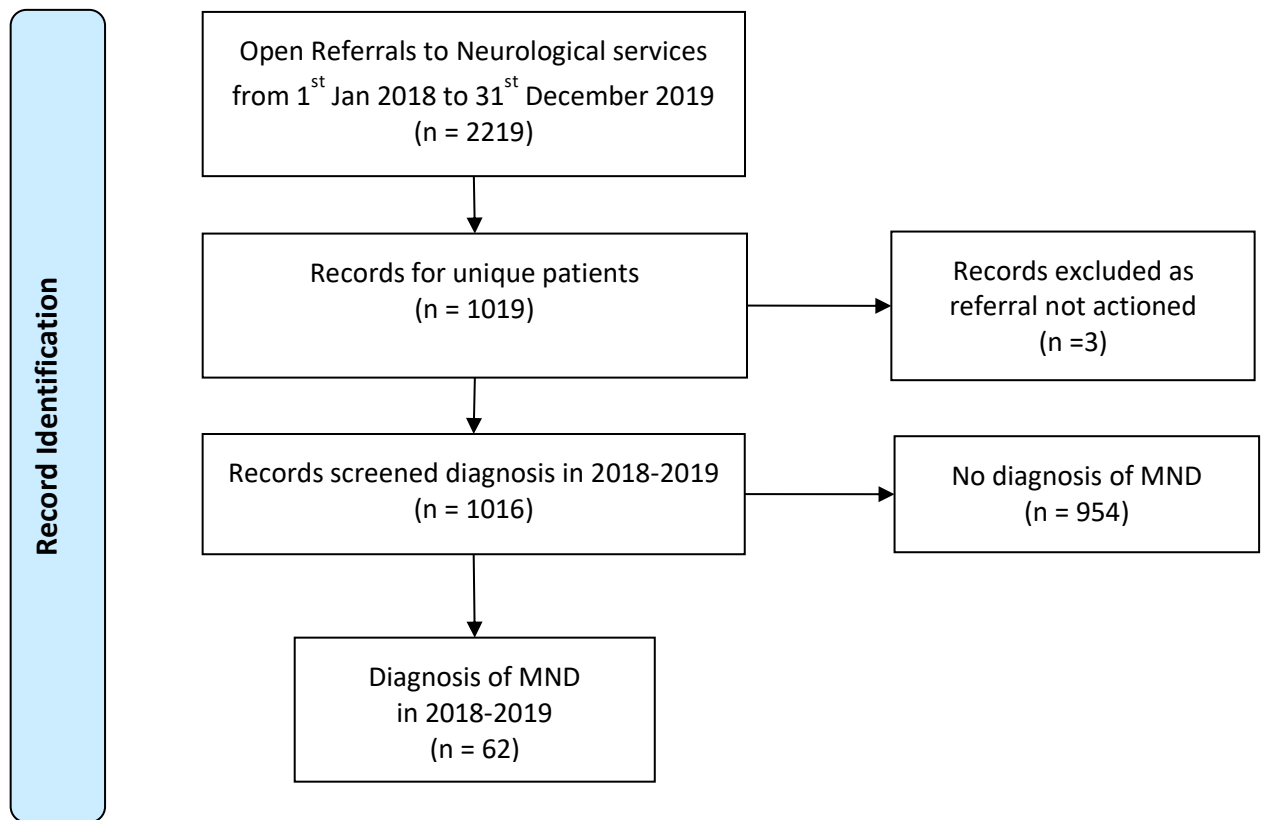 Record Identification
Open Referrals to Neurological services
from 1st Jan 2018 to 31st December 2019
(n = 2219)
Records for unique patients
(n = 1019)
Records excluded as
referral not actioned
(n =3)
Records screened diagnosis in 2018-2019
(n = 1016)
No diagnosis of MND
(n = 954)
Diagnosis of MND
in 2018-2019
(n = 62)